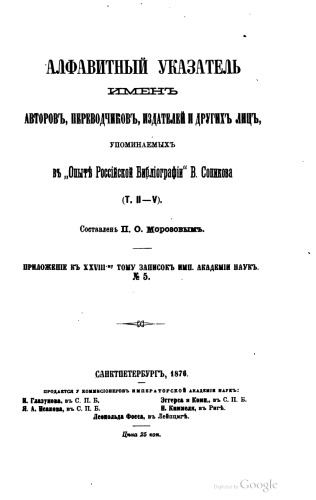 АЛФАВИТНЫЙ УКАЗАТЕЛЬ
ИМЕНЪ
АВТОРОВЪ, ПЕРЕВОДЧИКОВЪ, ИЗДАТЕЛЕЙ И ДРУГИХЪ ЛИЦЪ,
УПОМИНАЕМЫХЪ
въ „Опытѣ Россійской Библіографіи“ В. Сопикова
(Т. II—V).
Составленъ П. О. Морозовымъ.
ПРИЛОЖЕНІЕ КЪ XXVIII-му ТОМУ ЗАПИСОКЪ ИМП. АКАДЕМІИ НАУКЪ.
№ 5.
САНКТПЕТЕРБУРГЪ, 1876.
ПРОДАЕТСЯ У КОММИСІОНЕРОВЪ ИМПЕРАТОРСКОЙ АКАДЕМІИ НАУКЪ:
И. Глазунова, въ С. П. Б. Эггерса и Комп., въ С. П. Б.
Я. А. Исакова, въ С. П. Б. Н. Киммеля, въ Ригѣ.
Леопольда Фосса, въ Лейпцигѣ.
Цѣна 25 коп.
Digitized by Google